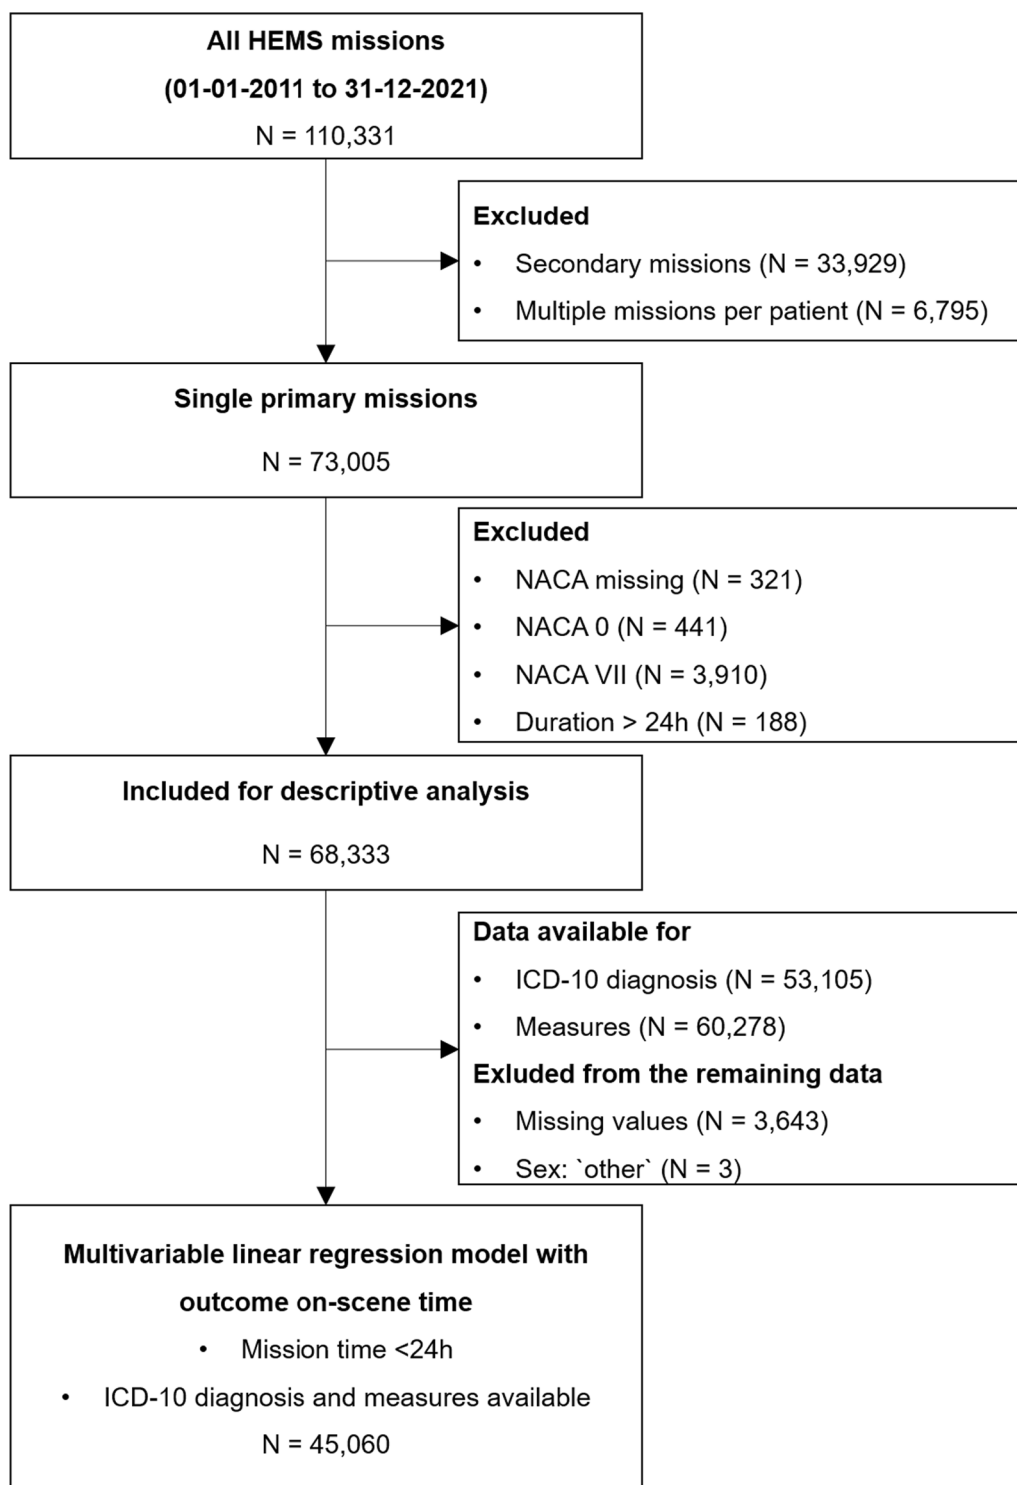 All HEMS missions
(01-01-2011 to 31-12-2021)
N = 110,331
Excluded
• Secondary missions (N = 33,929)
• Multiple missions per patient (N = 6,795)
Single primary missions
N = 73,005
Excluded
• NACA missing (N = 321)
• NACA 0 (N = 441)
• NACA VII (N = 3,910)
• Duration > 24h (N = 188)
Included for descriptive analysis
N = 68,333
Data available for
• ICD-10 diagnosis (N = 53,105)
• Measures (N = 60,278)
Exluded from the remaining data
• Missing values (N = 3,643)
• Sex: `other` (N = 3)
Multivariable linear regression model with
outcome on-scene time
• Mission time <24h
• ICD-10 diagnosis and measures available
N = 45,060